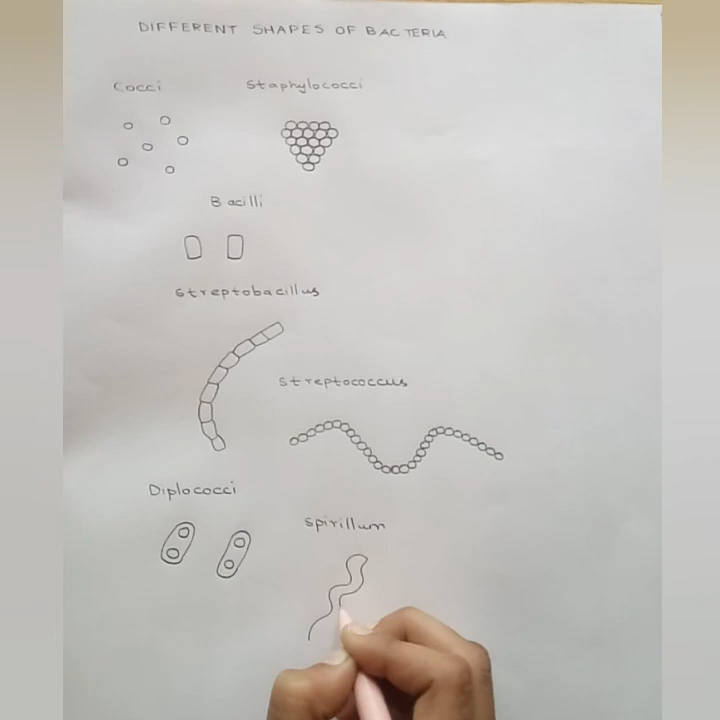 DIFFERENT SHAPES OF BACTERIA
Cocci
Staphylococci
Bacilli
Streptobacillus
Streptococcus
Diplococci
Spirillum